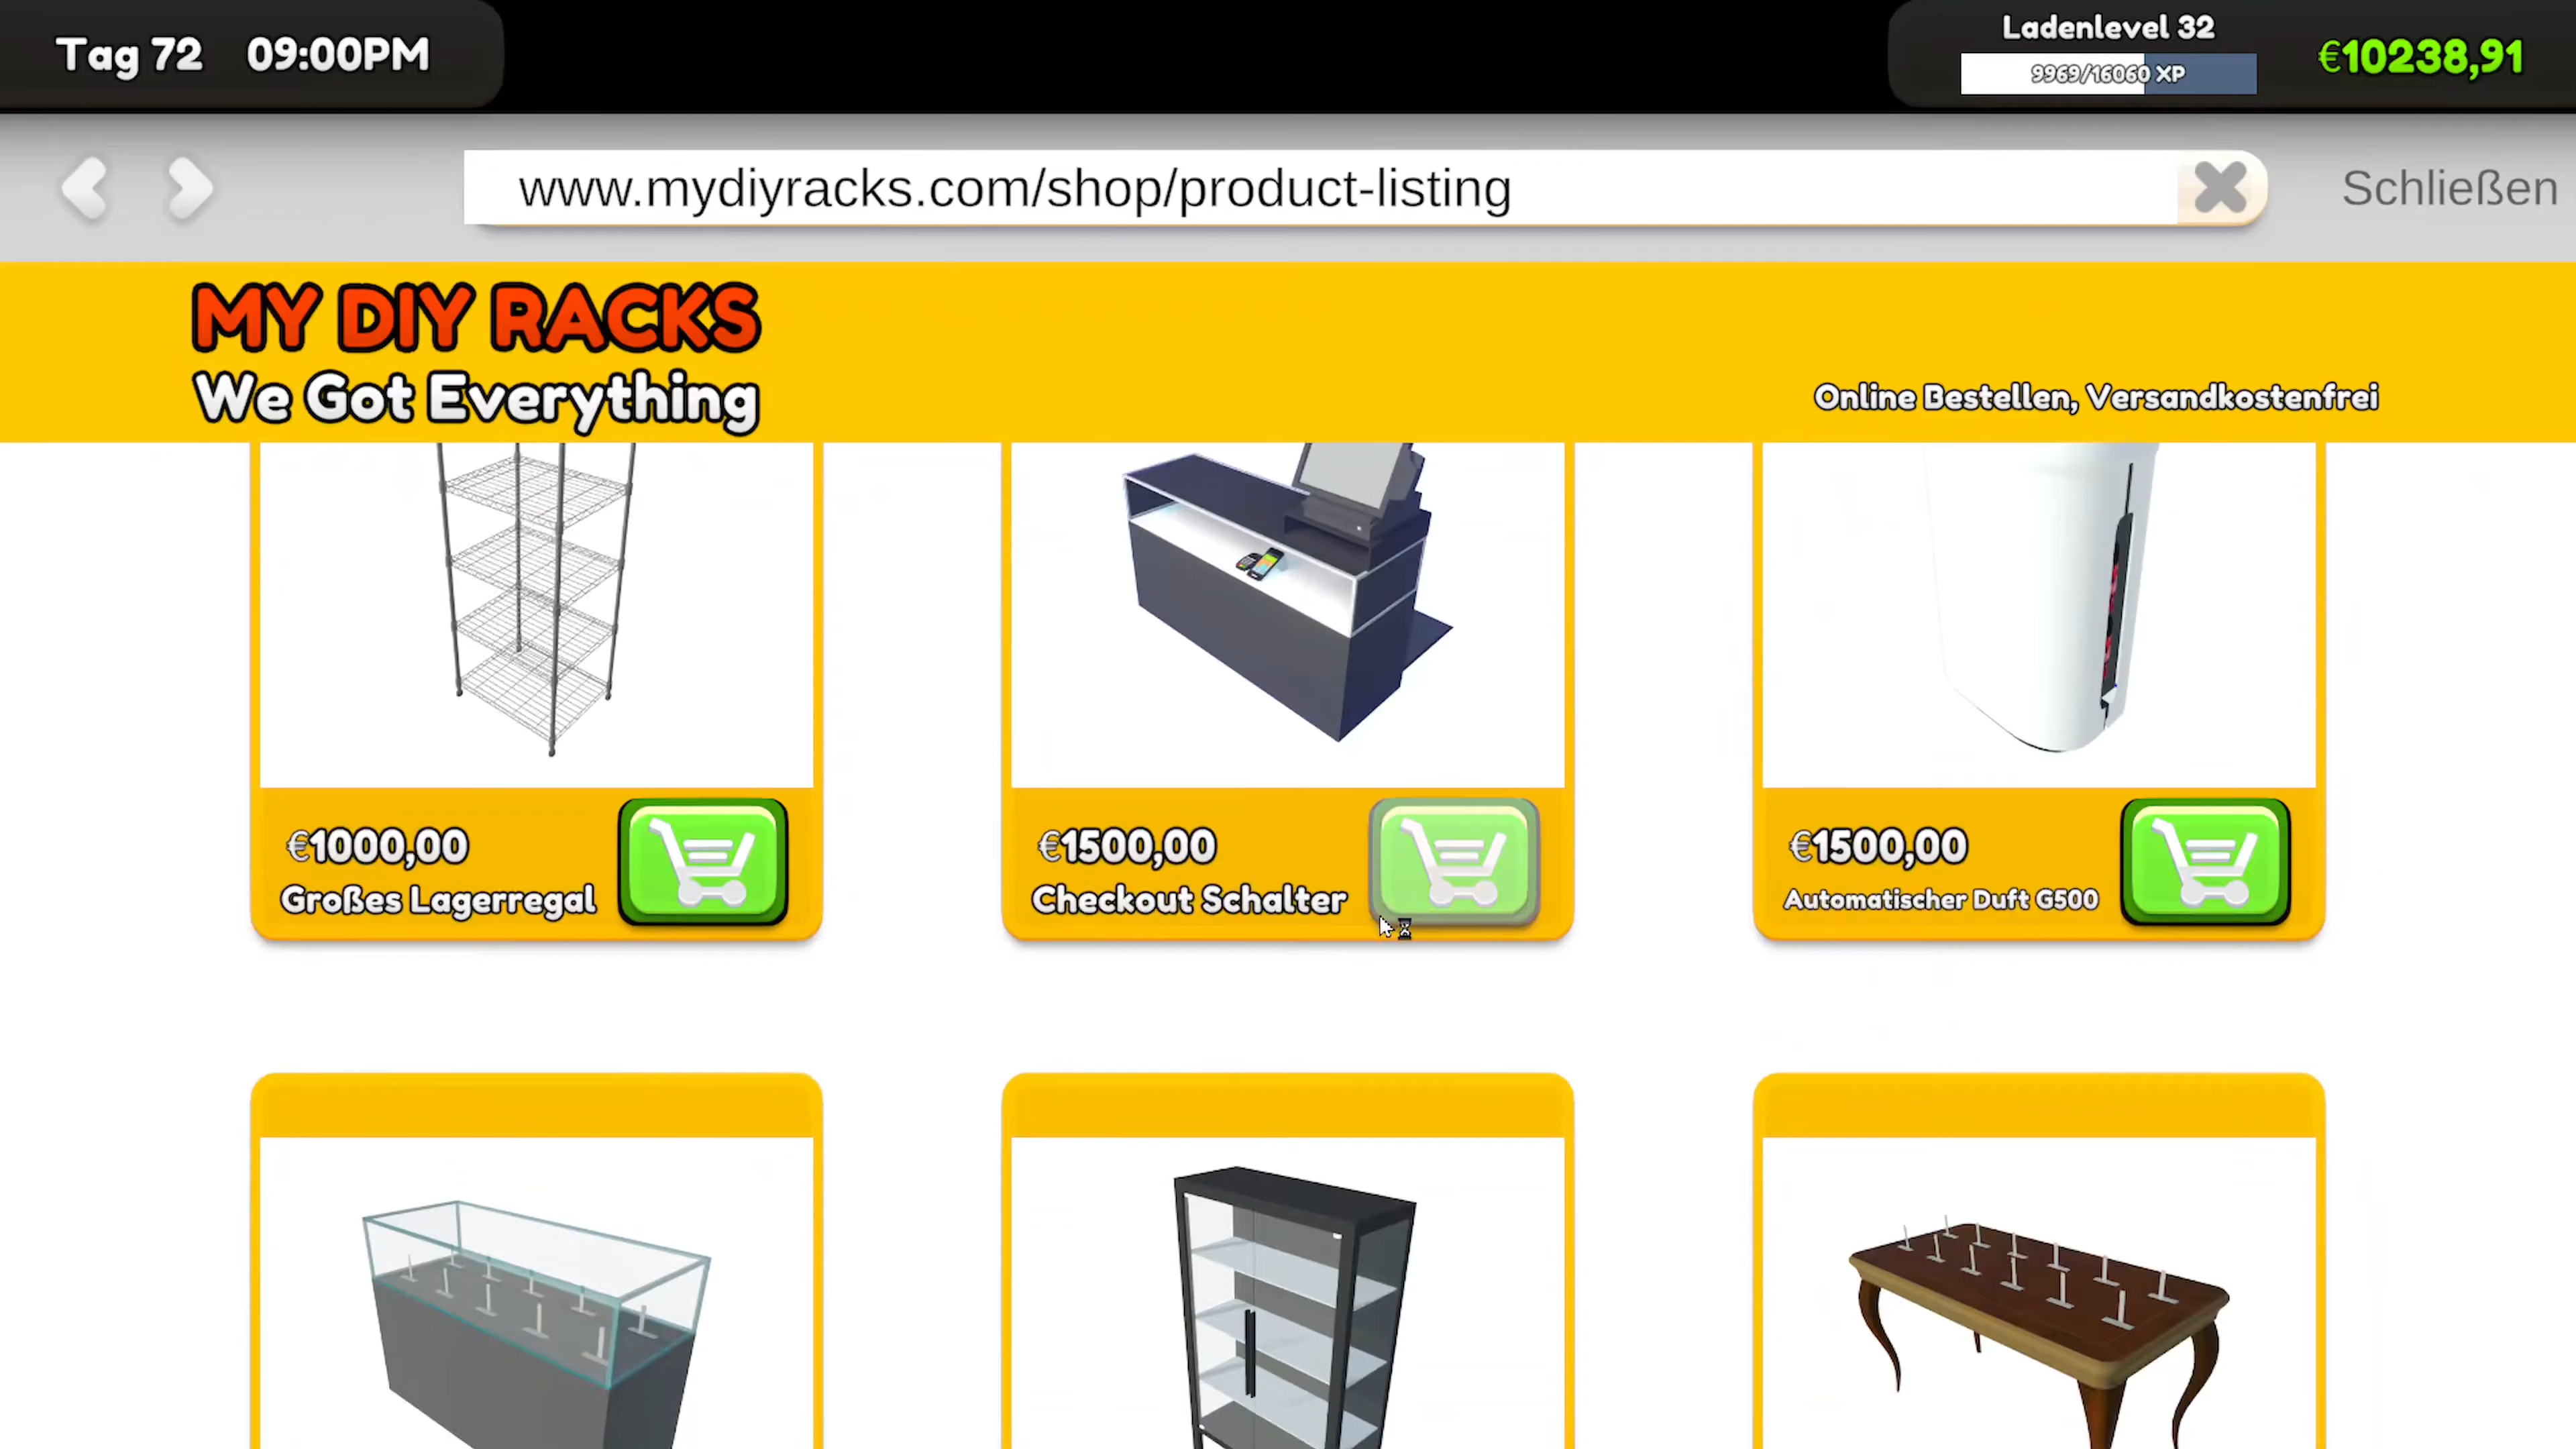 Tag 72 09:00PM
Ladenlevel 32
9969/16060 XP
€10238,91
www.mydiyracks.com/shop/product-listing
Schließen
MY DIY RACKS
We Got Everything
Online Bestellen, Versandkostenfrei
€1000,00
Großes Lagerregal
€1500,00
Checkout Schalter
€1500,00
Automatischer Duft G500